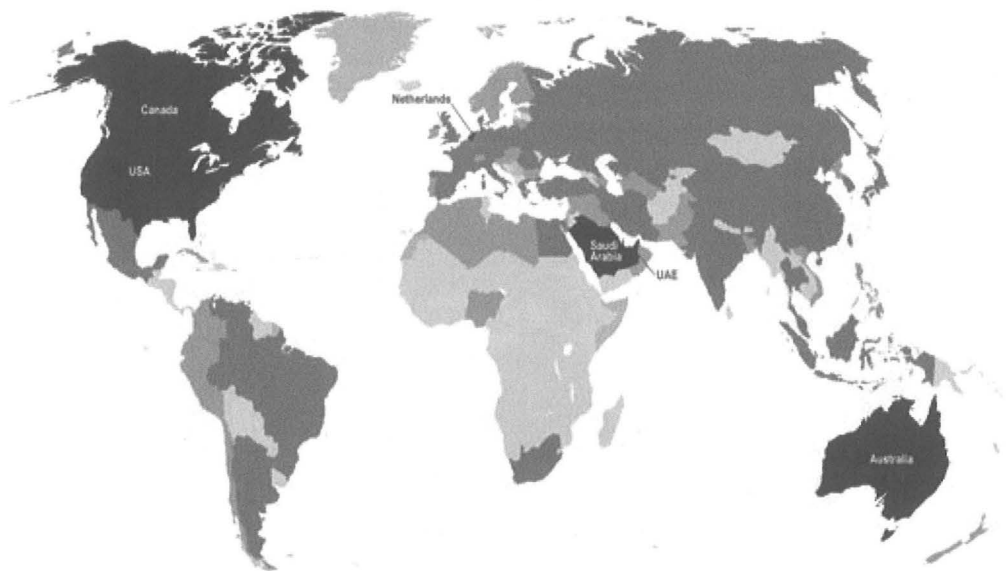 Canada
Netherlands
USA
Saudi
Arabia
UAE
Australia